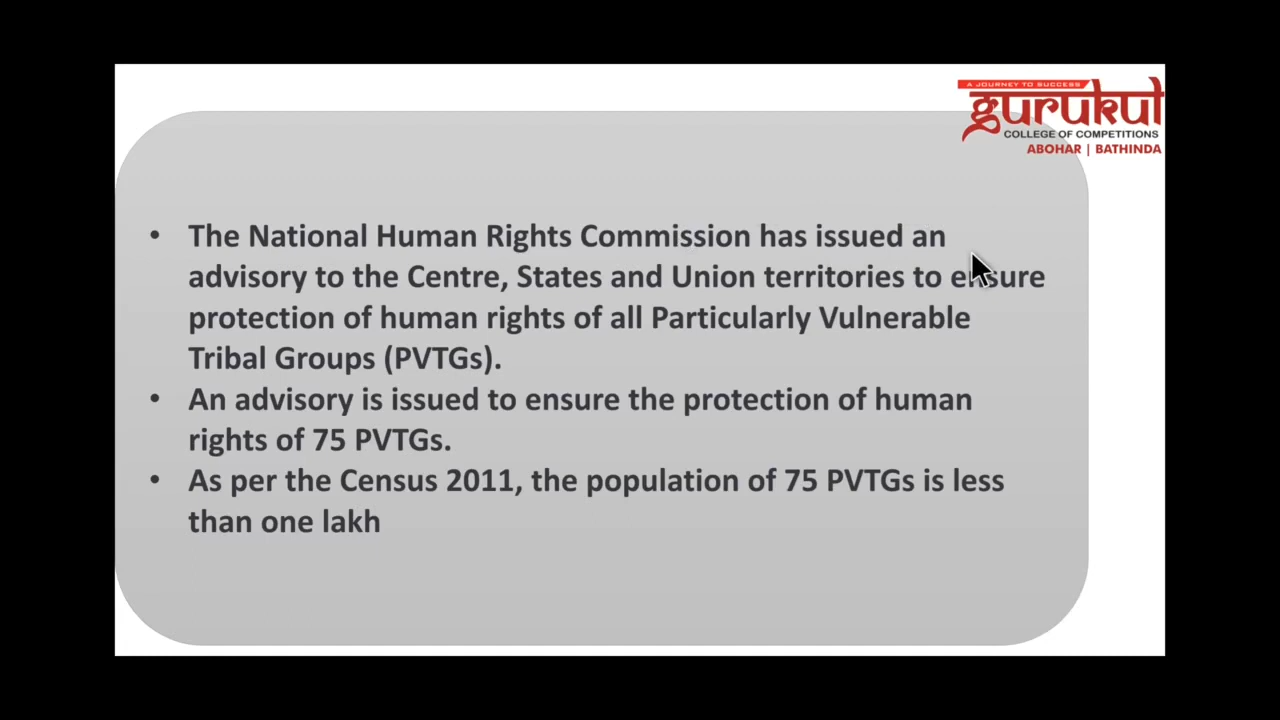 A JOURNEY TO SUCCESS
gurukul
COLLEGE OF COMPETITIONS
ABOHAR | BATHINDA
• The National Human Rights Commission has issued an
advisory to the Centre, States and Union territories to ensure
protection of human rights of all Particularly Vulnerable
Tribal Groups (PVTGs).
• An advisory is issued to ensure the protection of human
rights of 75 PVTGs.
• As per the Census 2011, the population of 75 PVTGs is less
than one lakh